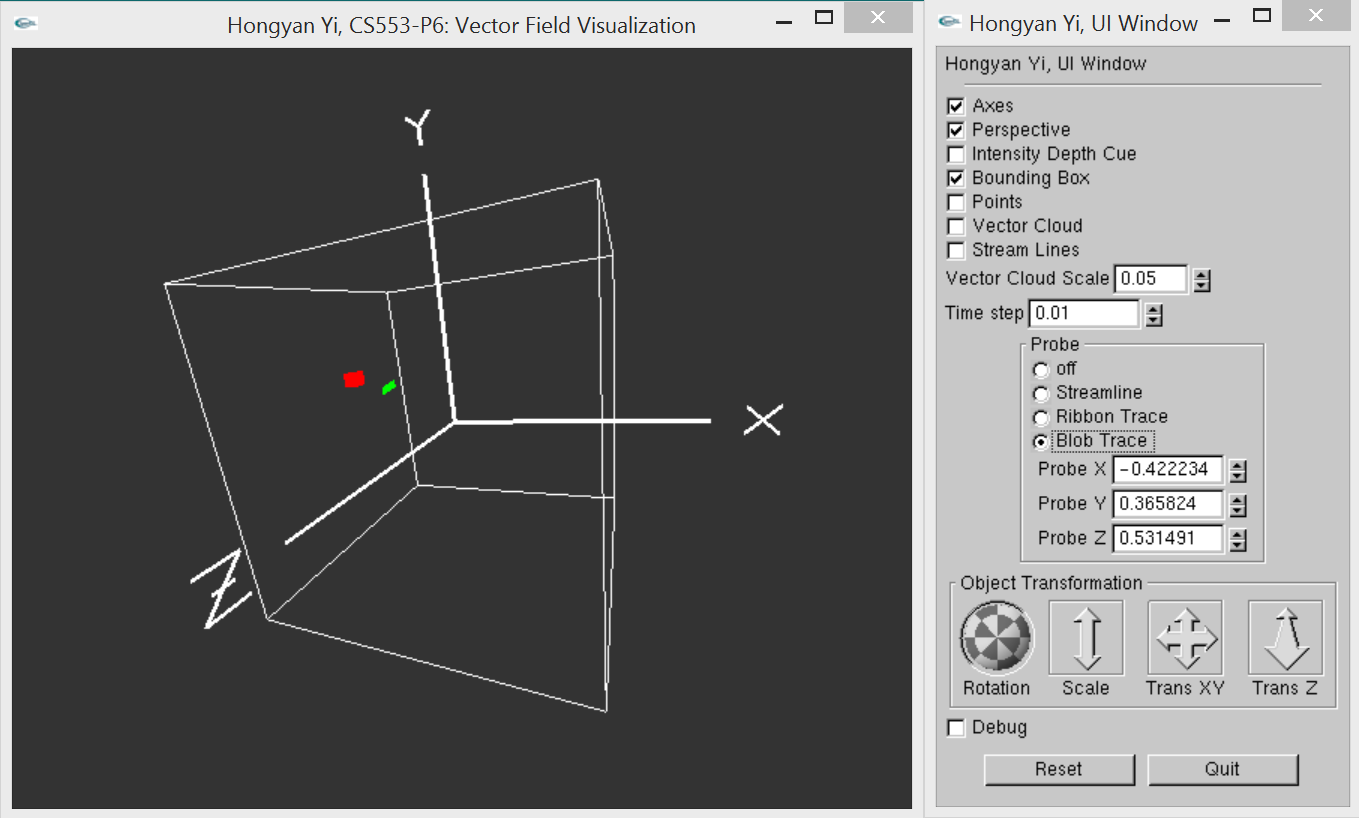 Hongyan Yi, CS553-P6: Vector Field Visualization
Y
X
Z
Hongyan Yi, UI Window
Hongyan Yi, UI Window
Axes
Perspective
Intensity Depth Cue
Bounding Box
Points
Vector Cloud
Stream Lines
Vector Cloud Scale 0.05
Time step 0.01
Probe
off
Streamline
Ribbon Trace
Blob Trace
Probe X -0.422234
Probe Y 0.365824
Probe Z 0.531491
Object Transformation
Rotation Scale Trans XY Trans Z
Debug
Reset Quit